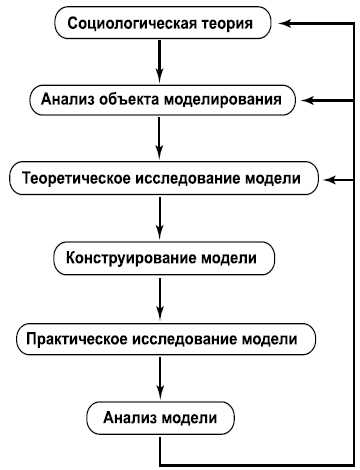 Социологическая теория
Анализ объекта моделирования
Теоретическое исследование модели
Конструирование модели
Практическое исследование модели
Анализ модели